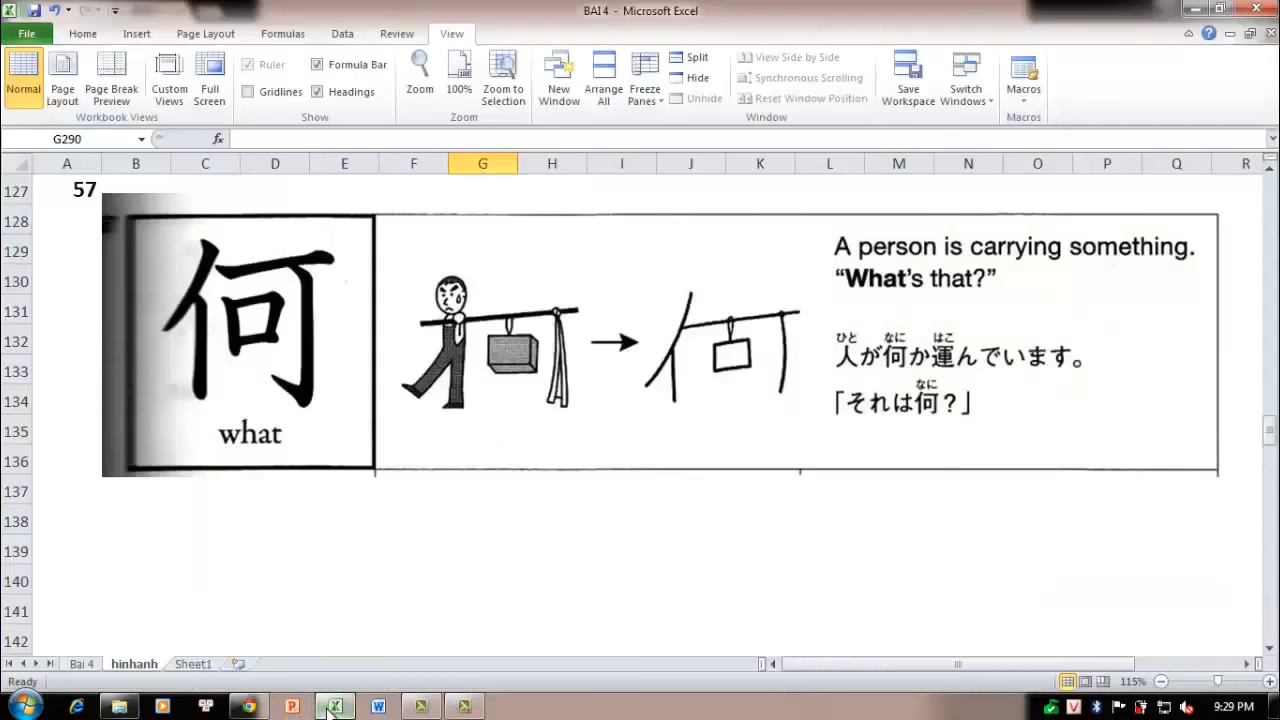 BAI 4 - Microsoft Excel
File Home Insert Page Layout Formulas Data Review View
Normal
Page Layout
Page Break Preview
Custom Views
Full Screen
Workbook Views
Ruler
Formula Bar
Gridlines
Headings
Show
Zoom
100%
Zoom to Selection
Zoom
New Window
Arrange All
Freeze Panes
Split
Hide
Unhide
View Side by Side
Synchronous Scrolling
Reset Window Position
Window
Save Workspace
Switch Windows
Macros
Macros
G290
fx
A B C D E F G H I J K L M N O P Q R
127
57
128
129
130
131
132
133
134
135
136
137
138
139
140
141
142
何
what
A person is carrying something.
“What's that?”
ひと なに はこ
人が何か運んでいます。
なに
「それは何？」
Bai 4 hinhanh Sheet1
Ready
115%
9:29 PM